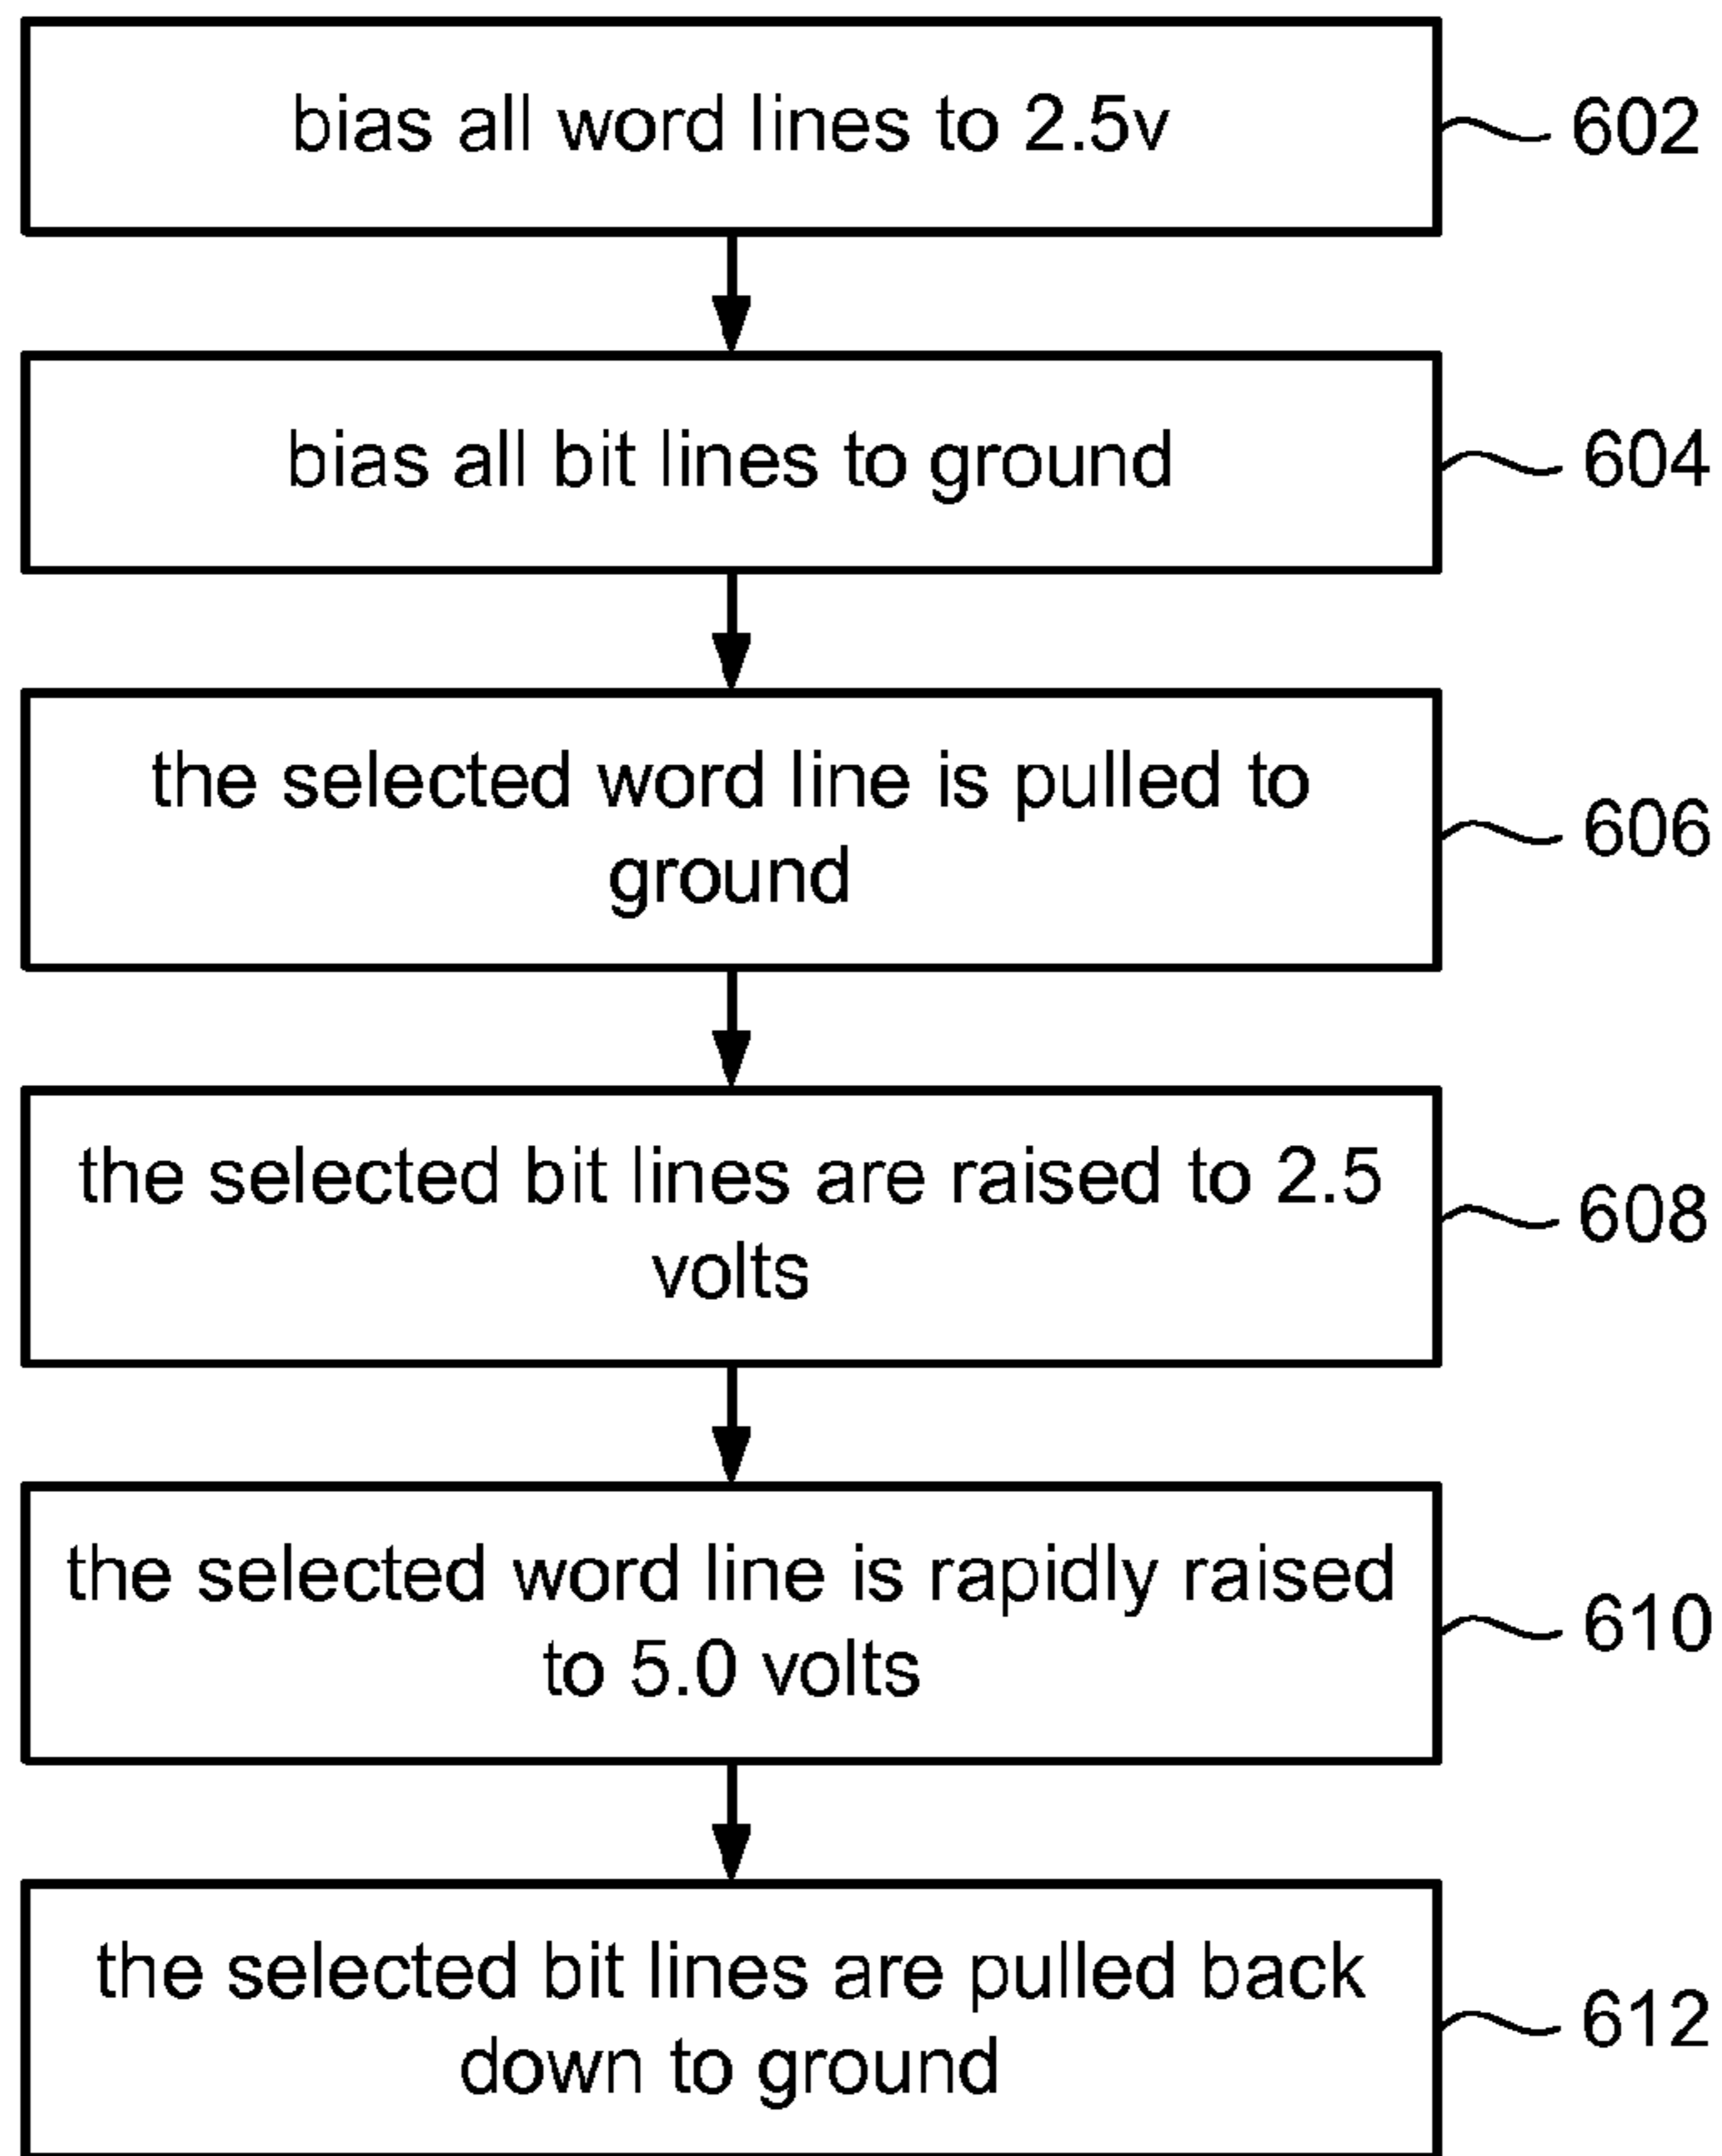 bias all word lines to 2.5v
602
bias all bit lines to ground
604
the selected word line is pulled to
ground
606
the selected bit lines are raised to 2.5
volts
608
the selected word line is rapidly raised
to 5.0 volts
610
the selected bit lines are pulled back
down to ground
612